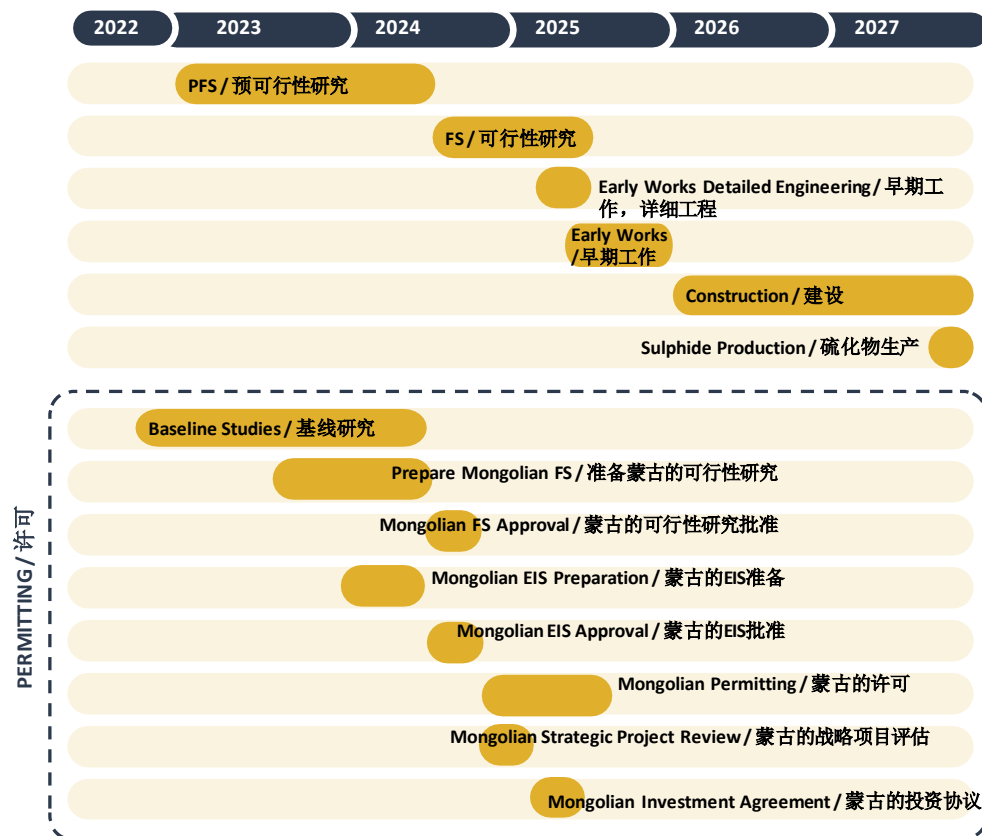 2022 2023 2024 2025 2026 2027
PFS / 预可行性研究
FS / 可行性研究
Early Works Detailed Engineering / 早期工
作，详细工程
Early Works
/早期工作
Construction / 建设
Sulphide Production / 硫化物生产
PERMITTING / 许可
Baseline Studies / 基线研究
Prepare Mongolian FS / 准备蒙古的可行性研究
Mongolian FS Approval / 蒙古的可行性研究批准
Mongolian EIS Preparation / 蒙古的EIS准备
Mongolian EIS Approval / 蒙古的EIS批准
Mongolian Permitting / 蒙古的许可
Mongolian Strategic Project Review / 蒙古的战略项目评估
Mongolian Investment Agreement / 蒙古的投资协议